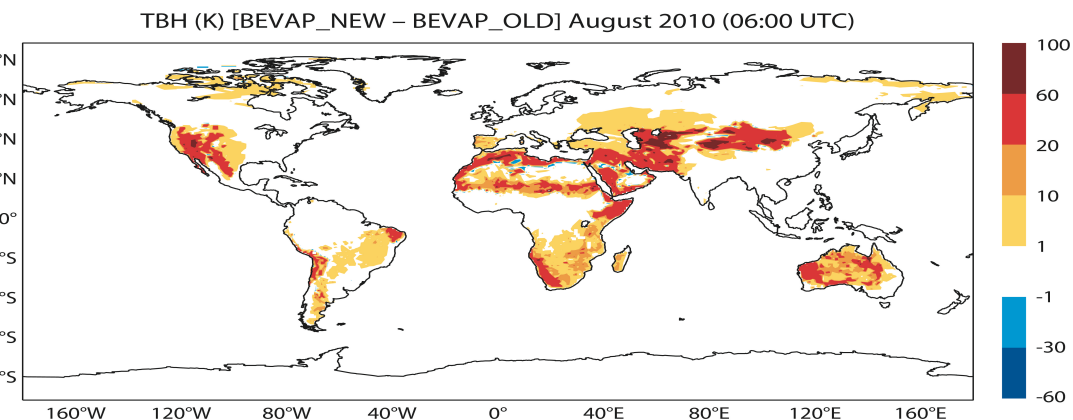 TBH (K) [BEVAP_NEW – BEVAP_OLD] August 2010 (06:00 UTC)
°N
°N
°N
°N
0°
°S
°S
°S
°S
160°W 120°W 80°W 40°W 0° 40°E 80°E 120°E 160°E
100
60
20
10
1
-1
-30
-60